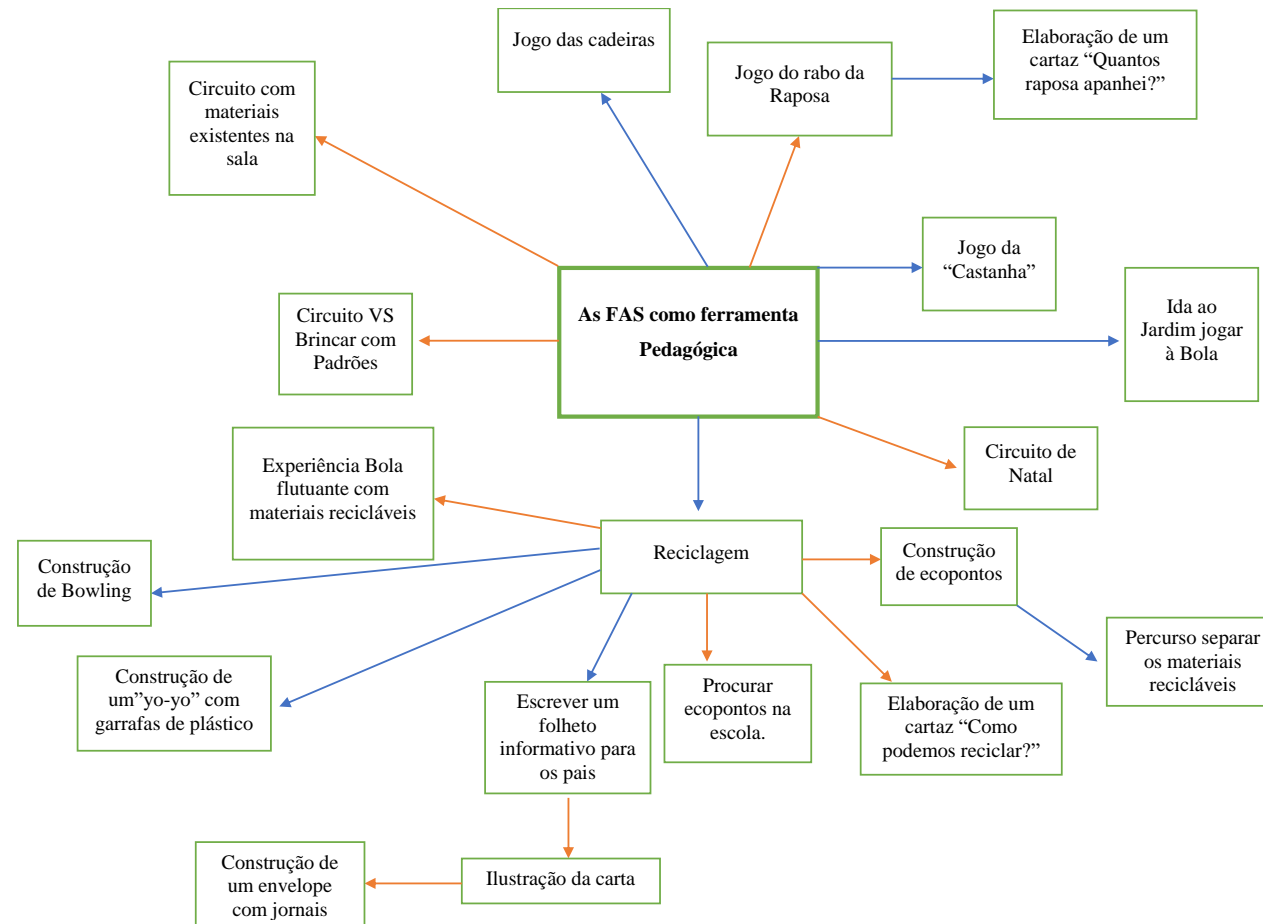 Jogo das cadeiras
Jogo do rabo da
Raposa
Elaboração de um
cartaz “Quantos
raposa apanhei?”
Circuito com
materiais
existentes na
sala
Jogo da
“Castanha”
As FAS como ferramenta
Pedagógica
Circuito VS
Brincar com
Padrões
Ida ao
Jardim jogar
à Bola
Circuito de
Natal
Experiência Bola
flutuante com
materiais recicláveis
Reciclagem
Construção
de ecopontos
Construção
de Bowling
Percurso separar
os materiais
recicláveis
Construção de
um”yo-yo” com
garrafas de plástico
Escrever um
folheto
informativo para
os pais
Procurar
ecopontos na
escola.
Elaboração de um
cartaz “Como
podemos reciclar?”
Ilustração da carta
Construção de
um envelope
com jornais